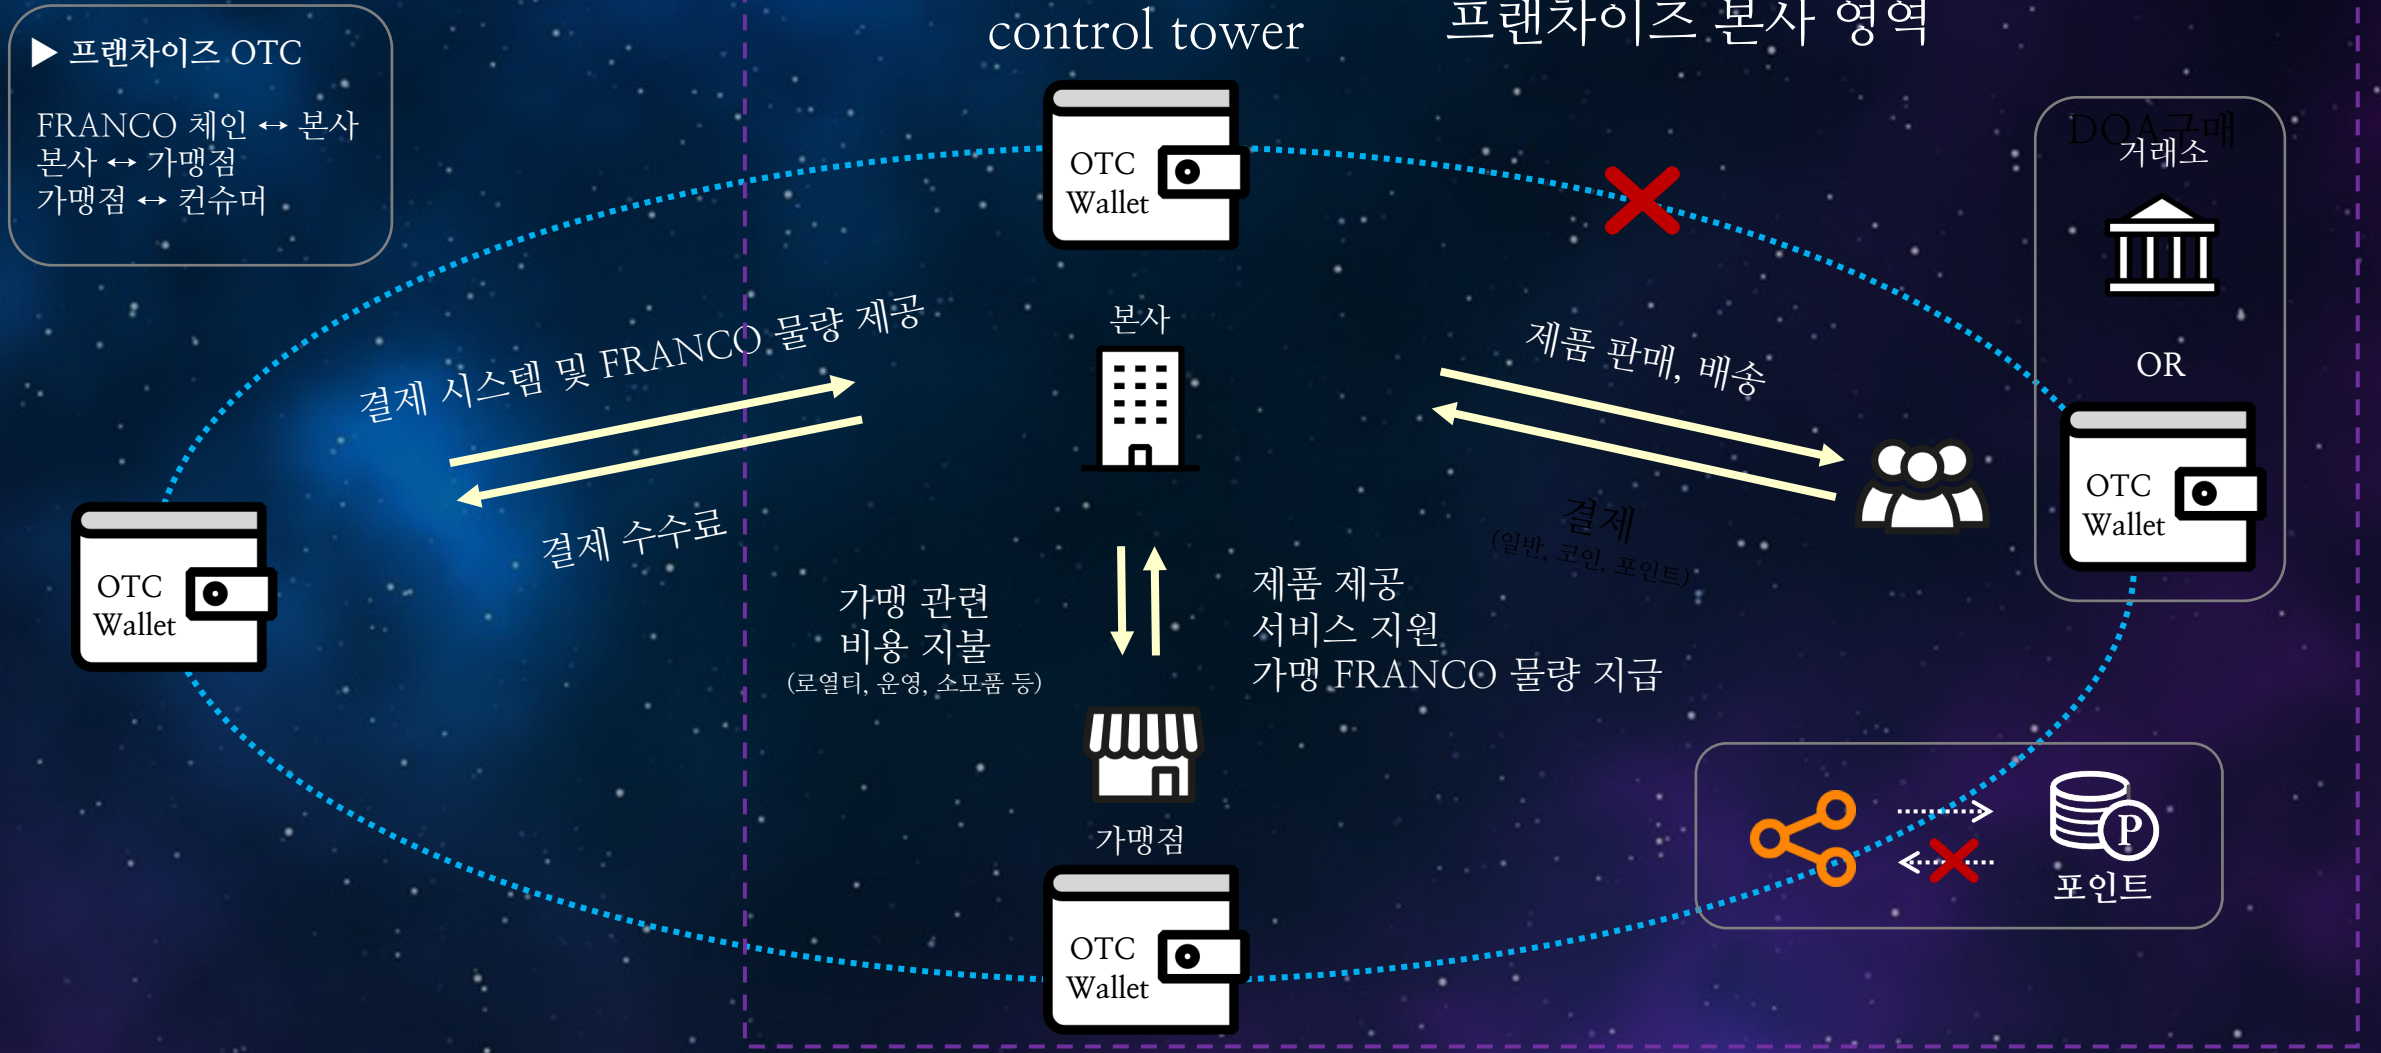 control tower
프랜차이즈 본사 영역
▶ 프랜차이즈 OTC
FRANCO 체인 ↔ 본사
본사 ↔ 가맹점
가맹점 ↔ 컨슈머
OTC
Wallet
DOA구매
거래소
OR
OTC
Wallet
본사
결제 시스템 및 FRANCO 물량 제공
결제 수수료
제품 판매, 배송
결제
(일반, 코인, 포인트)
OTC
Wallet
가맹 관련
비용 지불
(로열티, 운영, 소모품 등)
제품 제공
서비스 지원
가맹 FRANCO 물량 지급
가맹점
OTC
Wallet
P
포인트